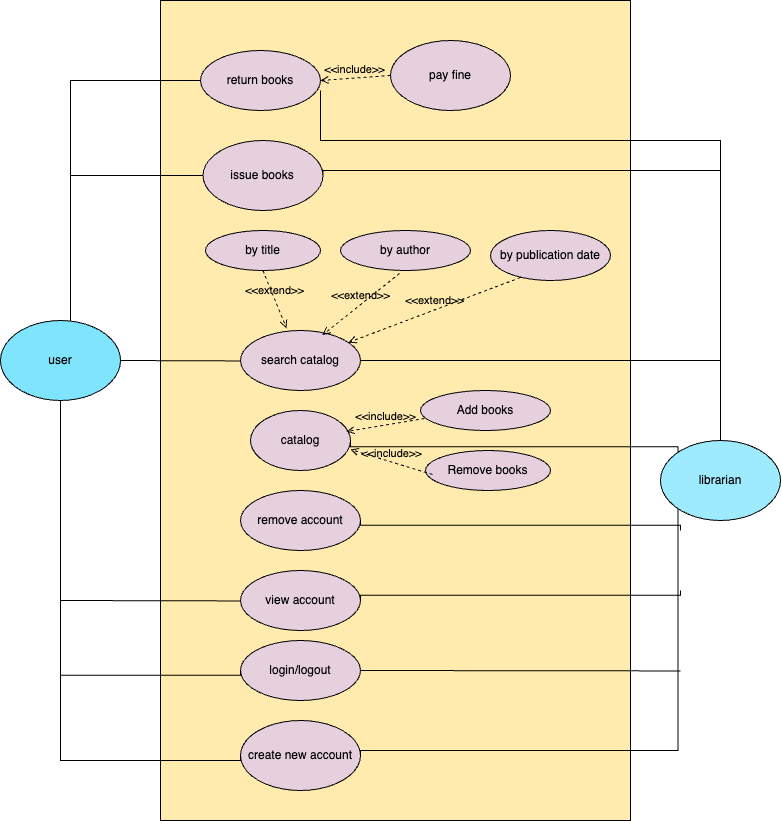 return books
<<include>>
pay fine
issue books
by title
by author
by publication date
<<extend>>
<<extend>>
<<extend>>
user
search catalog
Add books
<<include>>
catalog
<<include>>
Remove books
librarian
remove account
view account
login/logout
create new account